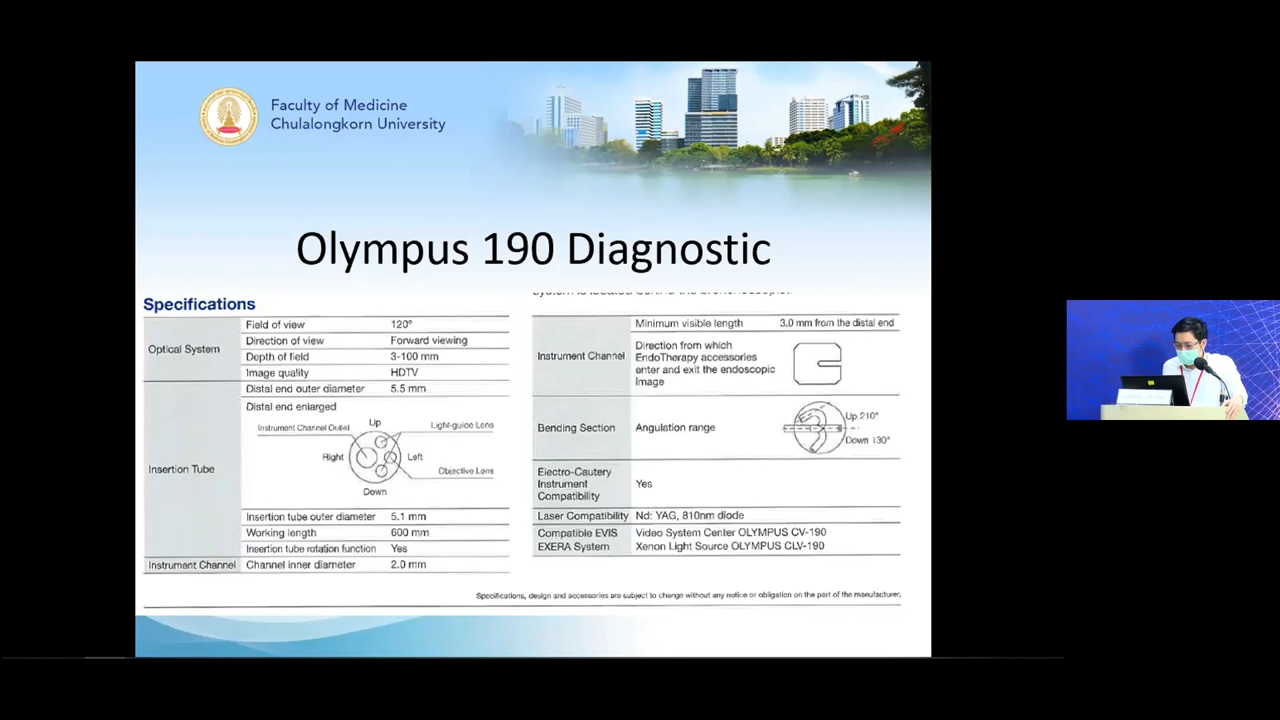 Faculty of Medicine
Chulalongkorn University
Olympus 190 Diagnostic
Specifications
Optical System
Field of view 120°
Direction of view Forward viewing
Depth of field 3-100 mm
Image quality HDTV
Insertion Tube
Distal end outer diameter 5.5 mm
Distal end enlarged
Up
Instrument Channel Outlet
Light-guide Lens
Right
Left
Objective Lens
Down
Insertion tube outer diameter 5.1 mm
Working length 600 mm
Insertion tube rotation function Yes
Instrument Channel Channel inner diameter 2.0 mm
Instrument Channel
Minimum visible length 3.0 mm from the distal end
Direction from which
EndoTherapy accessories
enter and exit the endoscopic
image
Bending Section Angulation range
Up 210°
Down 130°
Electro-Cautery
Instrument
Compatibility
Yes
Laser Compatibility Nd: YAG, 810nm diode
Compatible EVIS
EXERA System
Video System Center OLYMPUS CV-190
Xenon Light Source OLYMPUS CLV-190
Specifications, design and accessories are subject to change without any notice or obligation on the part of the manufacturer.